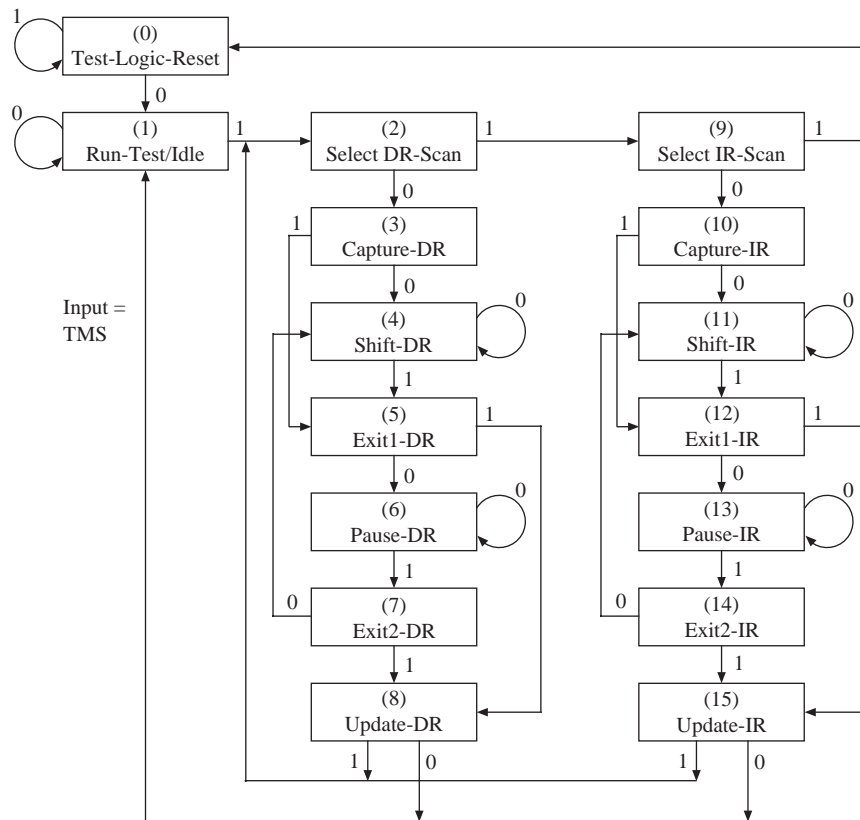 1
(0)
Test-Logic-Reset
0
0
(1)
Run-Test/Idle
1
(2)
Select DR-Scan
1
(9)
Select IR-Scan
1
0
0
1
(3)
Capture-DR
1
(10)
Capture-IR
0
0
Input =
TMS
(4)
Shift-DR
0
(11)
Shift-IR
0
1
1
(5)
Exit1-DR
1
(12)
Exit1-IR
1
0
0
(6)
Pause-DR
0
(13)
Pause-IR
0
1
1
0
(7)
Exit2-DR
0
(14)
Exit2-IR
1
1
(8)
Update-DR
(15)
Update-IR
1
0
1
0